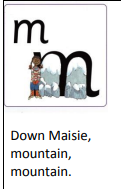 m
m
Down Maisie,
mountain,
mountain.